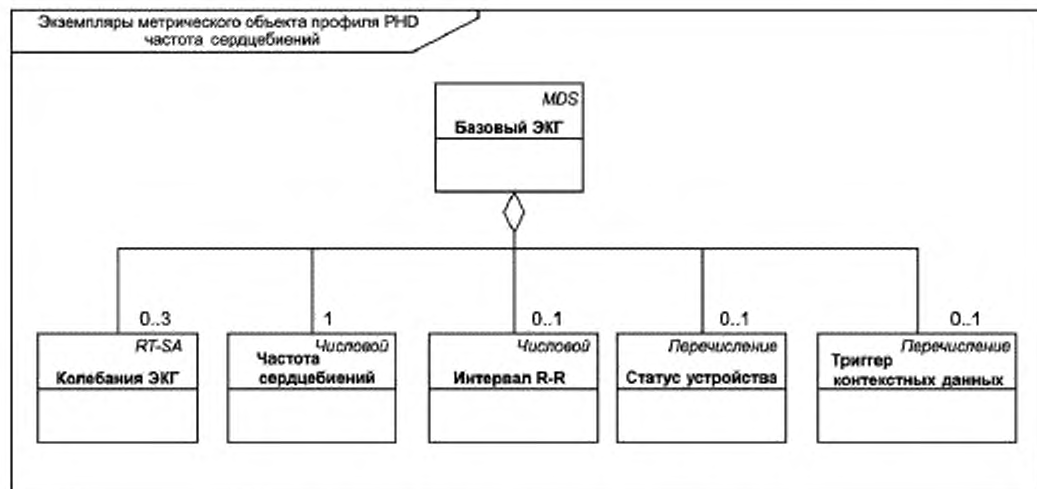 Экземпляры метрического объекта профиля PHD
частота сердцебиений
MDS
Базовый ЭКГ
0..3
1
0..1
0..1
0..1
RT-SA
Колебания ЭКГ
Числовой
Частота
сердцебиений
Числовой
Интервал R-R
Перечисление
Статус устройства
Перечисление
Триггер
контекстных данных